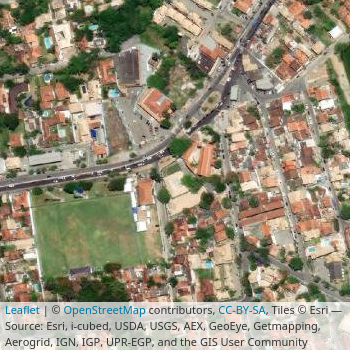 Leaflet | © OpenStreetMap contributors, CC-BY-SA, Tiles © Esri —
Source: Esri, i-cubed, USDA, USGS, AEX, GeoEye, Getmapping,
Aerogrid, IGN, IGP, UPR-EGP, and the GIS User Community